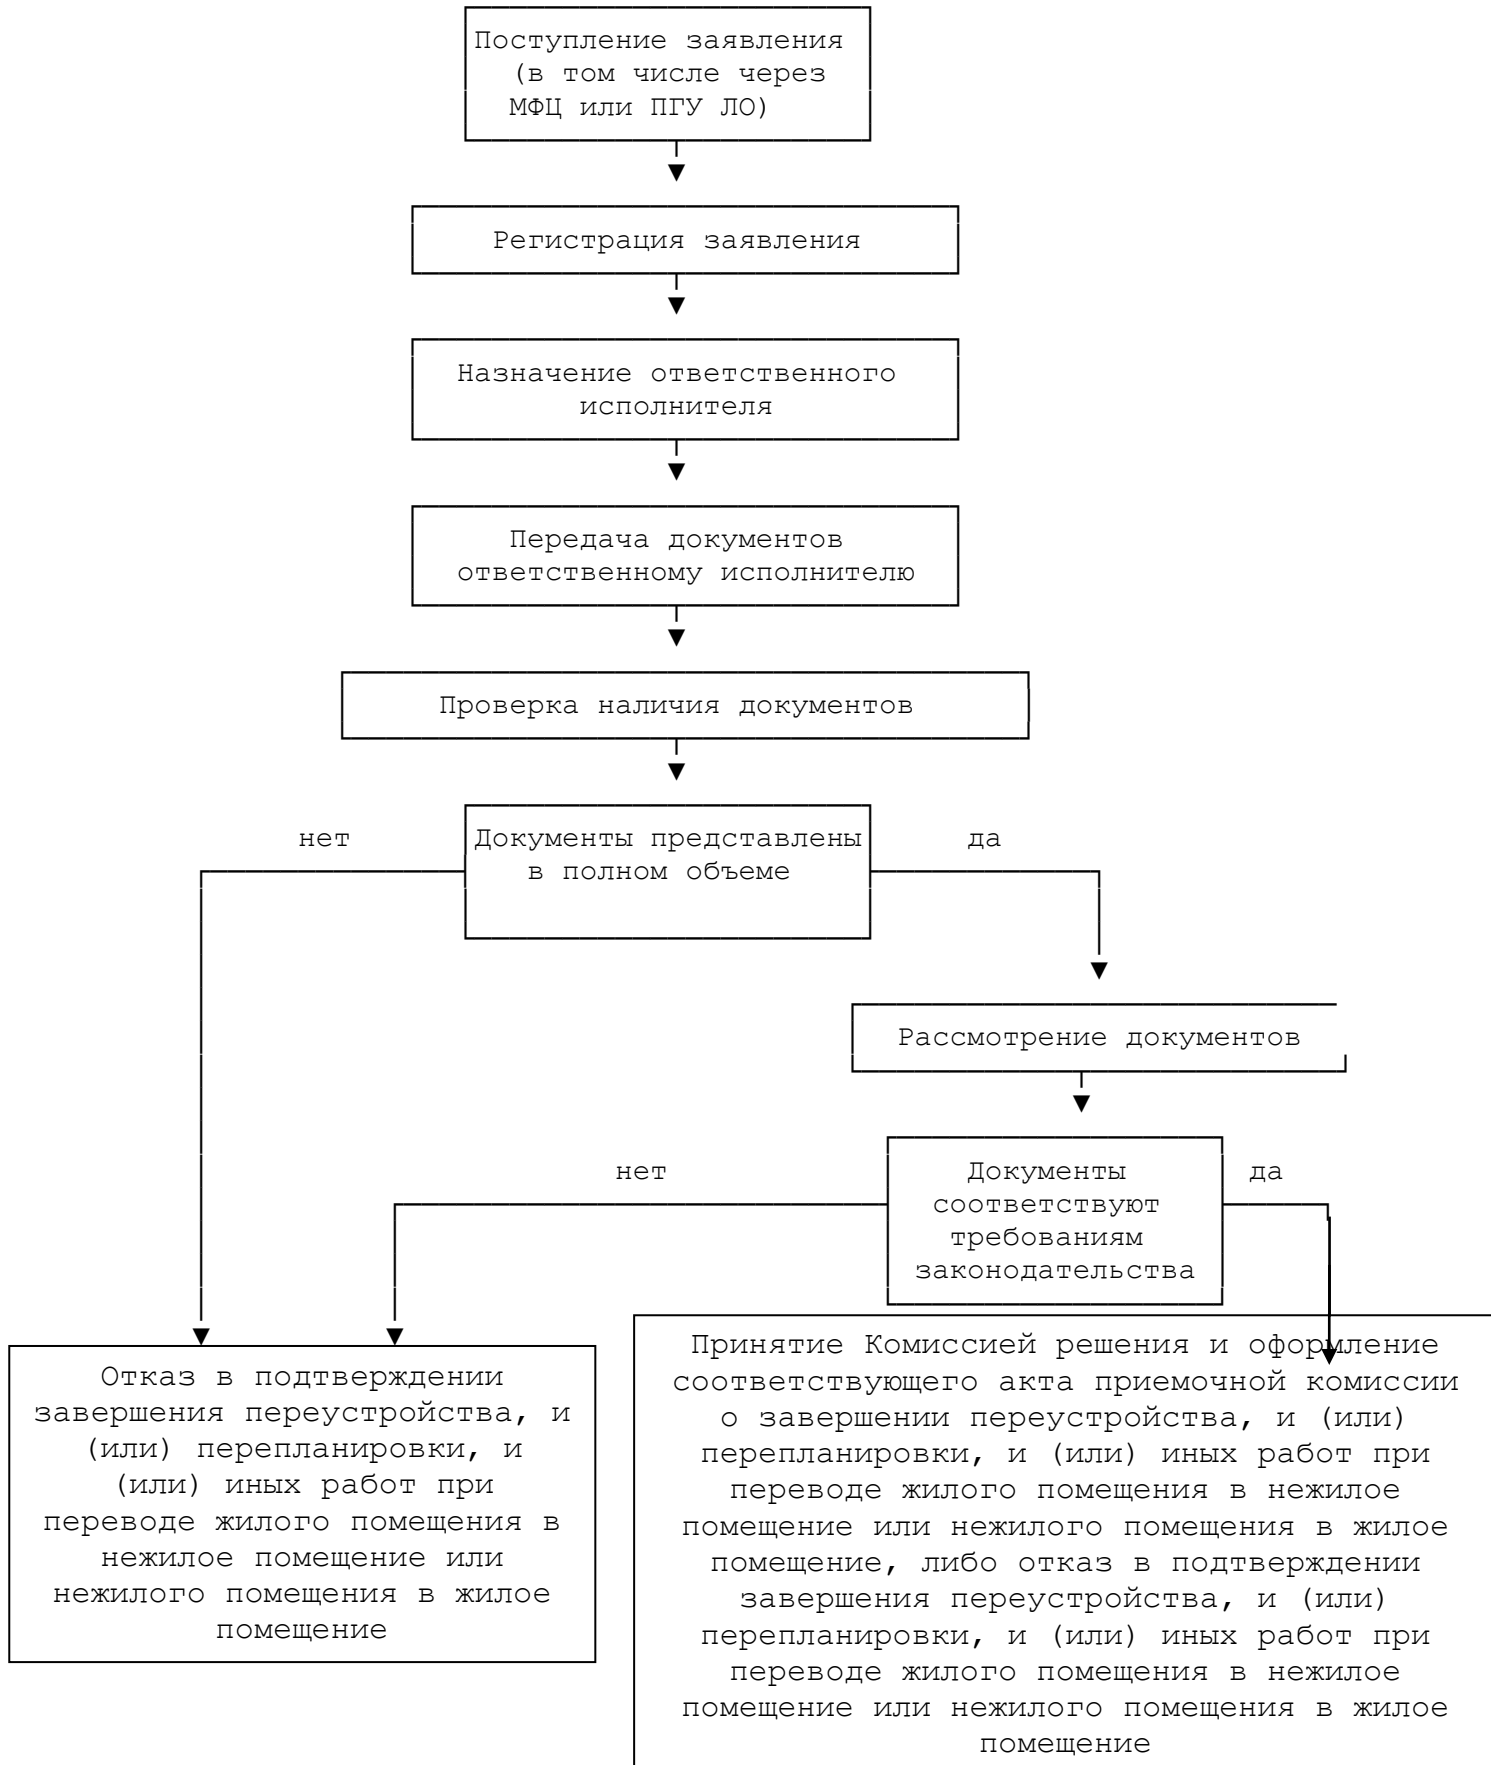 Поступление заявления
(в том числе через
МФЦ или ПГУ ЛО)
Регистрация заявления
Назначение ответственного
исполнителя
Передача документов
ответственному исполнителю
Проверка наличия документов
нет
Документы представлены
в полном объеме
да
Рассмотрение документов
нет
Документы
соответствуют
требованиям
законодательства
да
Отказ в подтверждении
завершения переустройства, и
(или) перепланировки, и
(или) иных работ при
переводе жилого помещения в
нежилое помещение или
нежилого помещения в жилое
помещение
Принятие Комиссией решения и оформление
соответствующего акта приемочной комиссии
о завершении переустройства, и (или)
перепланировки, и (или) иных работ при
переводе жилого помещения в нежилое
помещение или нежилого помещения в жилое
помещение, либо отказ в подтверждении
завершения переустройства, и (или)
перепланировки, и (или) иных работ при
переводе жилого помещения в нежилое
помещение или нежилого помещения в жилое
помещение